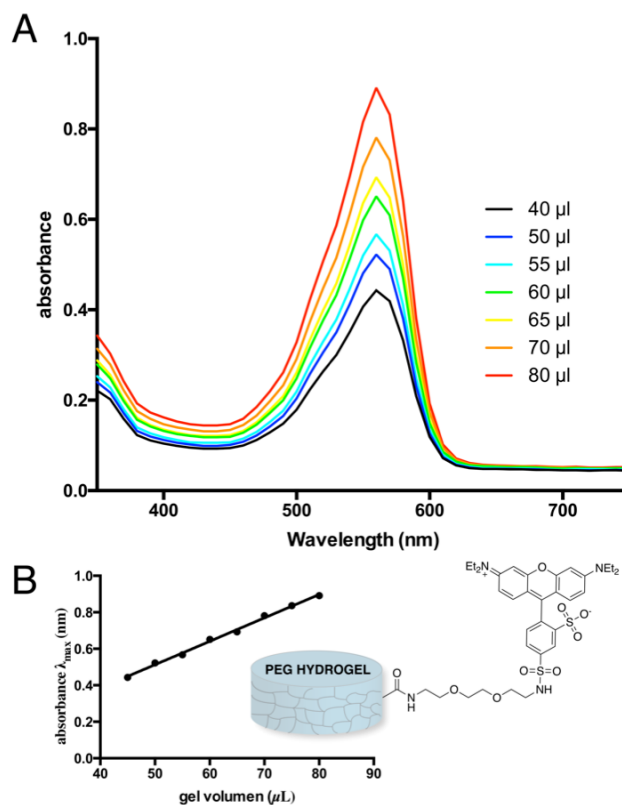 A
1.0
0.8
0.6
0.4
0.2
0.0
absorbance
400
500
600
700
Wavelength (nm)
40 µl
50 µl
55 µl
60 µl
65 µl
70 µl
80 µl
B
1.0
0.8
0.6
0.4
0.2
0.0
absorbance λmax (nm)
40
50
60
70
80
90
gel volumen (µL)
PEG HYDROGEL
Et2N
+
O
NEt2
O
S
O-
O
O
S
O
NH
O
N
H
O
O